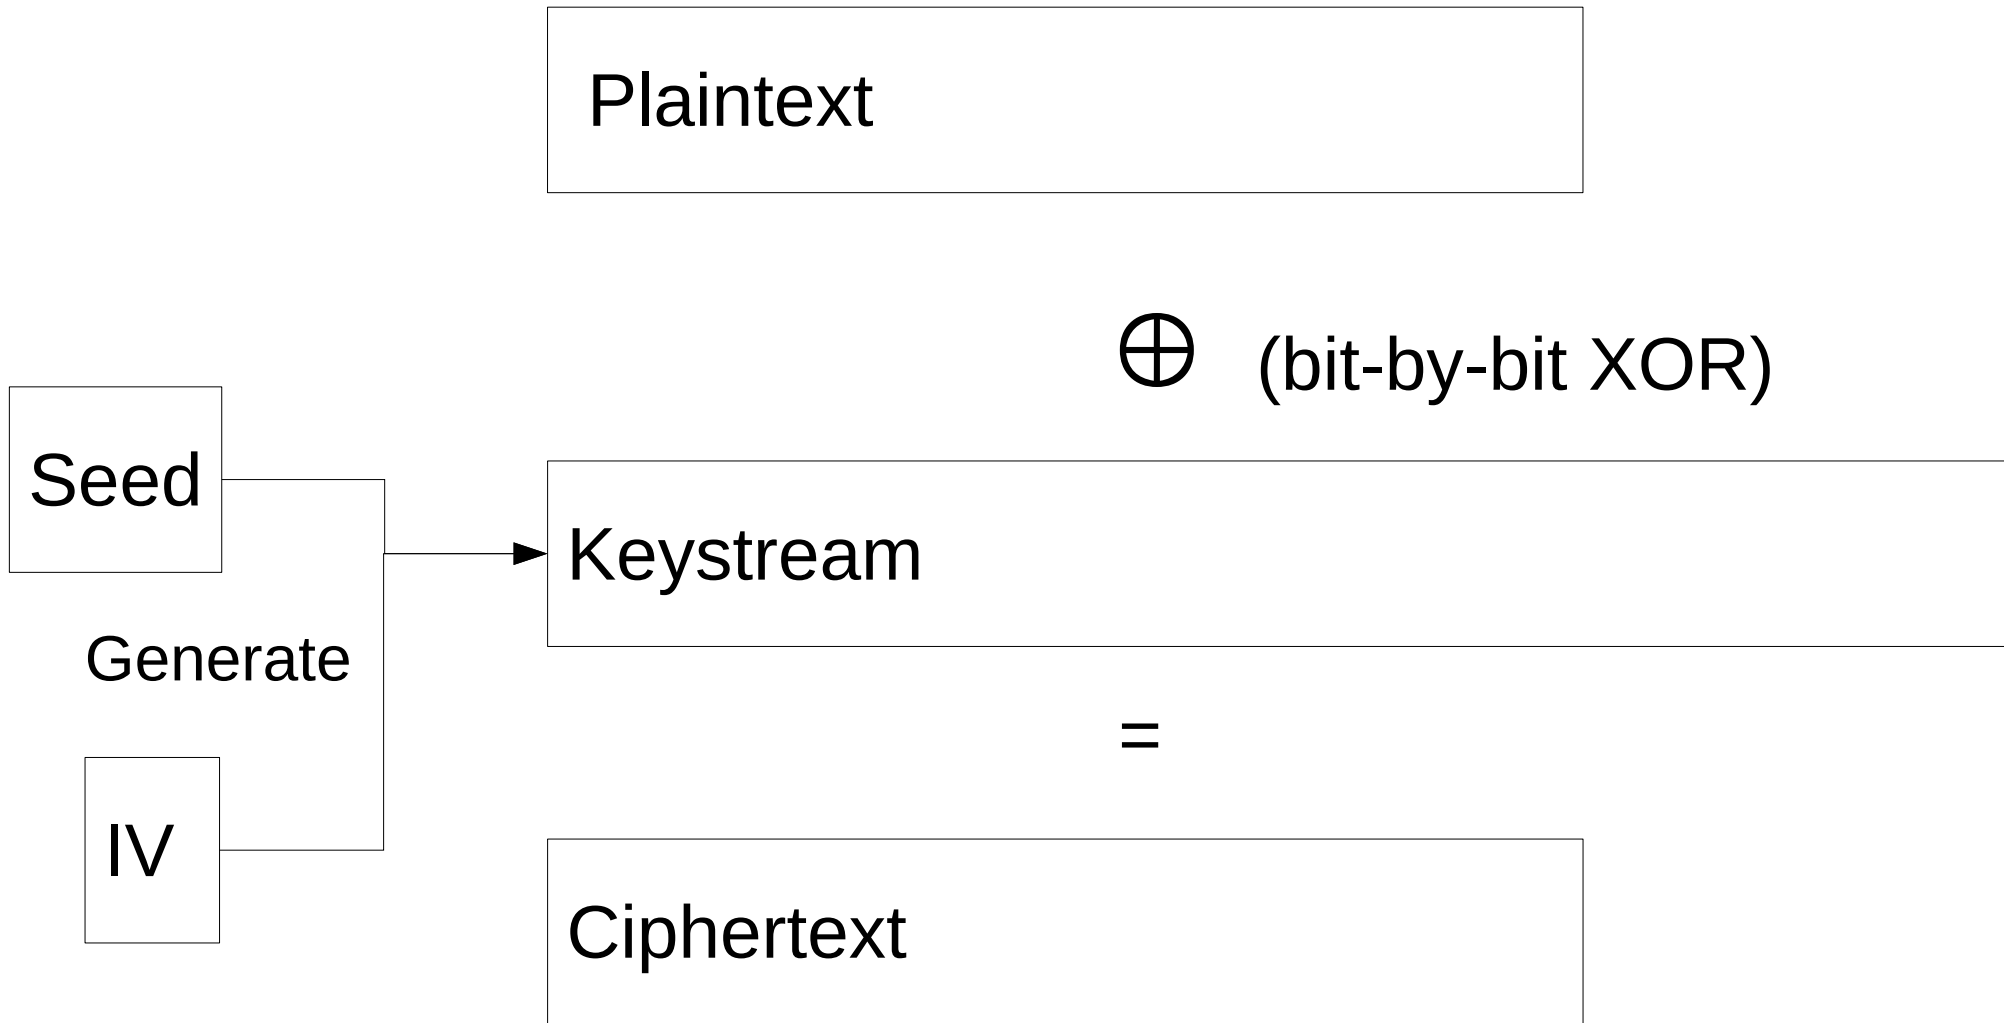 Plaintext
⊕ (bit-by-bit XOR)
Seed
Keystream
Generate
=
IV
Ciphertext